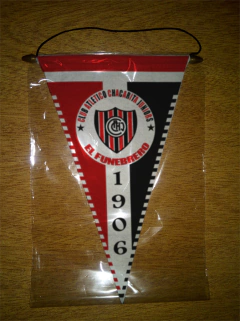 CLUB ATLETICO CHACARITA JUNIORS
EL FUNEBRERO
1906